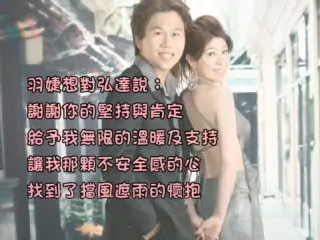 羽婕想對弘達說：
謝謝你的堅持與肯定
給予我無限的溫暖及支持
讓我那顆不安全感的心
找到了擋風遮雨的懷抱